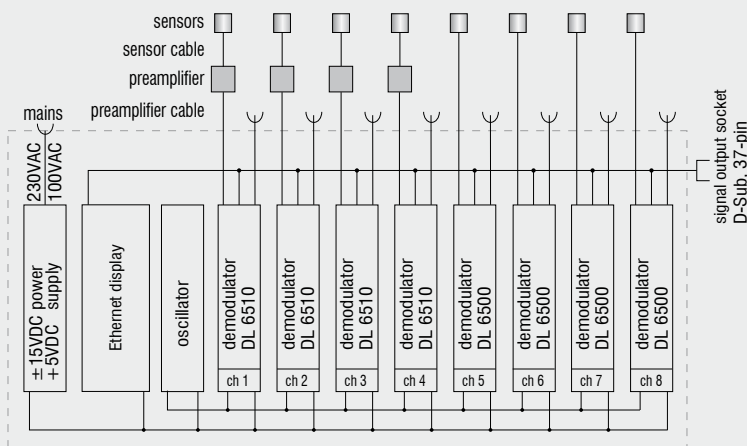 sensors
sensor cable
preamplifier
preamplifier cable
mains
230VAC
100VAC
signal output socket
D-Sub, 37-pin
±15VDC power
+5VDC supply
Ethernet display
oscillator
demodulator
DL 6510
ch 1
demodulator
DL 6510
ch 2
demodulator
DL 6510
ch 3
demodulator
DL 6510
ch 4
demodulator
DL 6500
ch 5
demodulator
DL 6500
ch 6
demodulator
DL 6500
ch 7
demodulator
DL 6500
ch 8